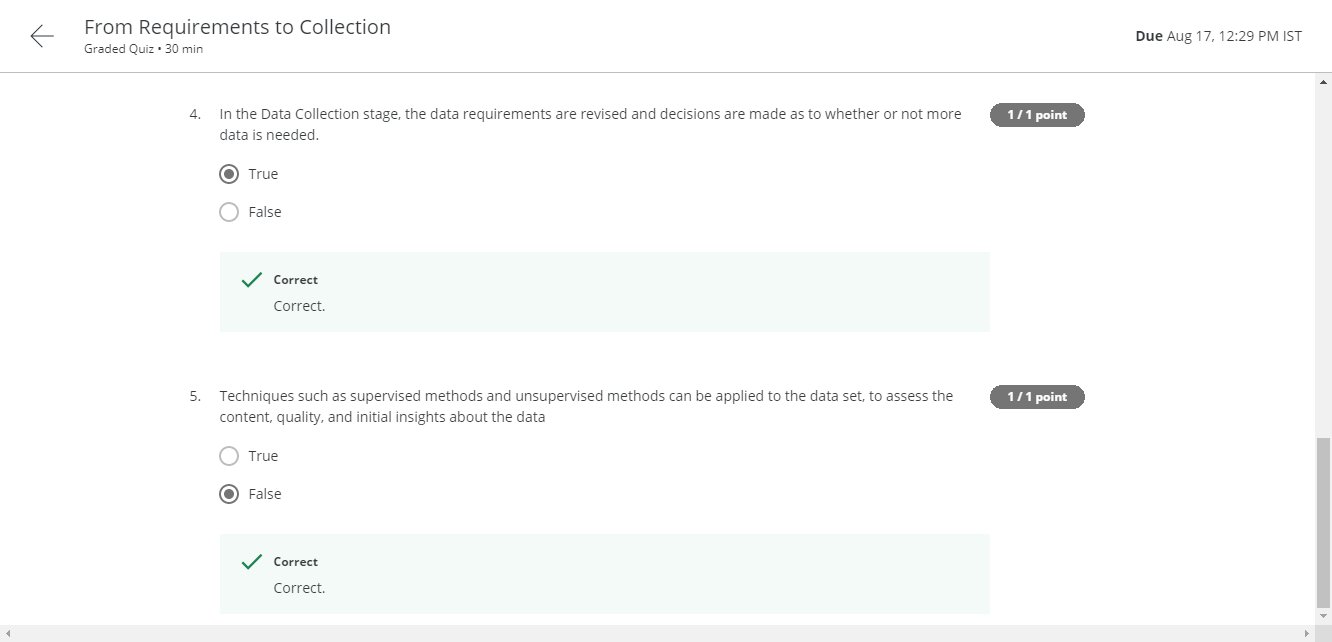 From Requirements to Collection
Graded Quiz • 30 min
Due Aug 17, 12:29 PM IST
4. In the Data Collection stage, the data requirements are revised and decisions are made as to whether or not more
data is needed.
1 / 1 point
True
False
Correct
Correct.
5. Techniques such as supervised methods and unsupervised methods can be applied to the data set, to assess the
content, quality, and initial insights about the data
1 / 1 point
True
False
Correct
Correct.